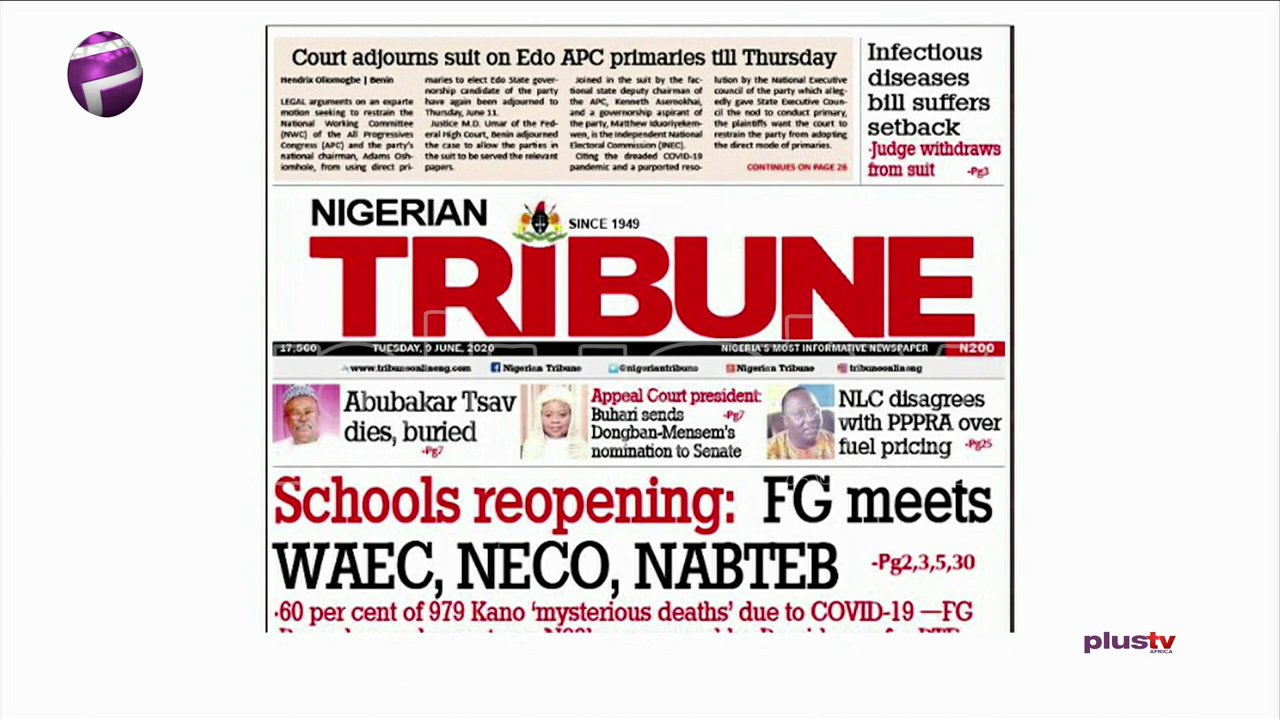 Court adjourns suit on Edo APC primaries till Thursday
Hendrix Oliomogbe | Benin
LEGAL arguments on an exparte
motion seeking to restrain the
National Working Committee
(NWC) of the All Progressives
Congress (APC) and the party's
national chairman, Adams Osh-
iomhole, from using direct pri-
maries to elect Edo State gover-
norship candidate of the party
have again been adjourned to
Thursday, June 11.
Justice M.D. Umar of the Fed-
eral High Court, Benin adjourned
the case to allow the parties in
the suit to be served the relevant
papers.
Joined in the suit by the fac-
tional state deputy chairman of
the APC, Kenneth Asemokhai,
and a governorship aspirant of
the party, Matthew Iduoriyekem-
wen, is the Independent National
Electoral Commission (INEC).
Citing the dreaded COVID-19
pandemic and a purported reso-
lution by the National Executive
council of the party which alleg-
edly gave State Executive Coun-
cil the nod to conduct primary,
the plaintiffs want the court to
restrain the party from adopting
the direct mode of primaries.
CONTINUES ON PAGE 26
Infectious
diseases
bill suffers
setback
•Judge withdraws
from suit -Pg3
NIGERIAN
SINCE 1949
TRIBUNE
17,560 TUESDAY, 9 JUNE, 2020 NIGERIA'S MOST INFORMATIVE NEWSPAPER N200
www.tribuneonlineng.com Nigerian Tribune @nigeriantribune Nigerian Tribune tribuneonlineng
Abubakar Tsav
dies, buried
-Pg7
Appeal Court president:
Buhari sends -Pg7
Dongban-Mensem's
nomination to Senate
NLC disagrees
with PPPRA over
fuel pricing -Pg25
Schools reopening: FG meets
WAEC, NECO, NABTEB -Pg2,3,5,30
•60 per cent of 979 Kano 'mysterious deaths' due to COVID-19 —FG
plustv
AFRICA